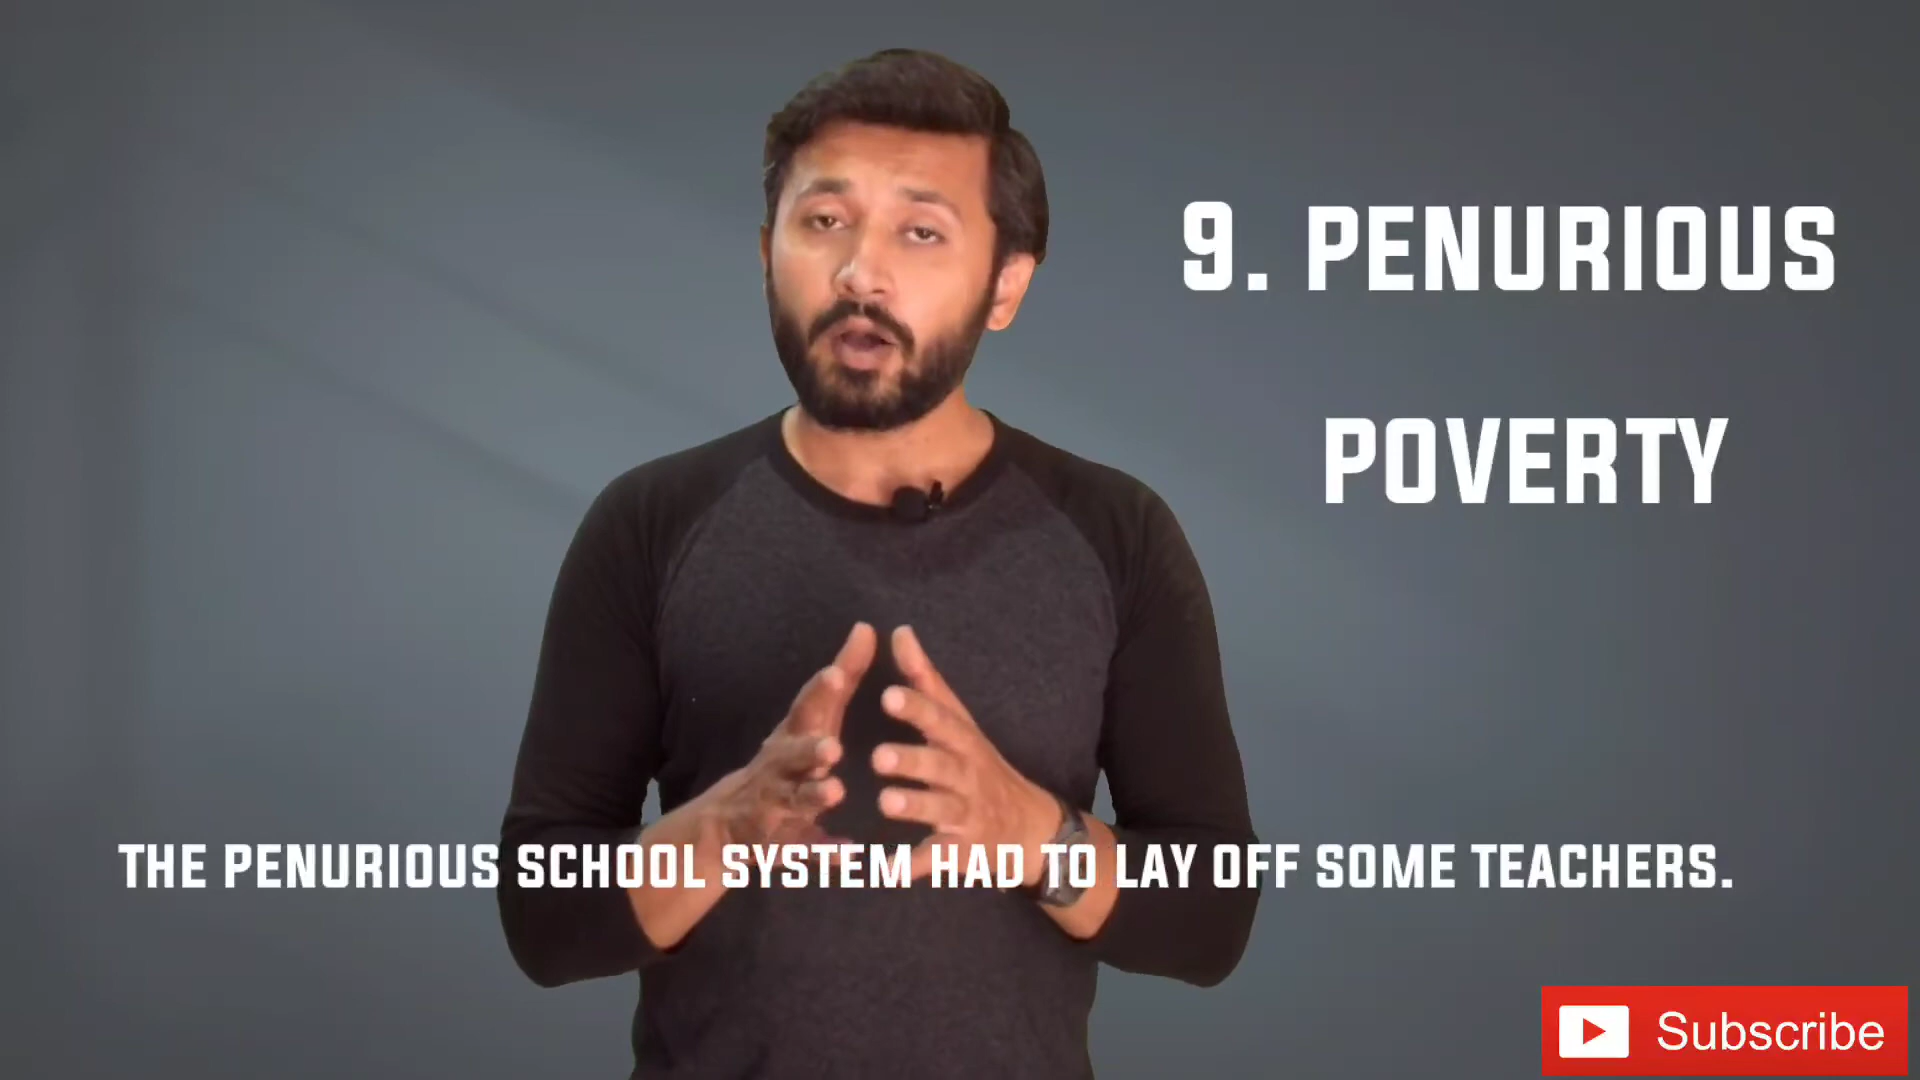 9. PENURIOUS
POVERTY
THE PENURIOUS SCHOOL SYSTEM HAD TO LAY OFF SOME TEACHERS.
Subscribe